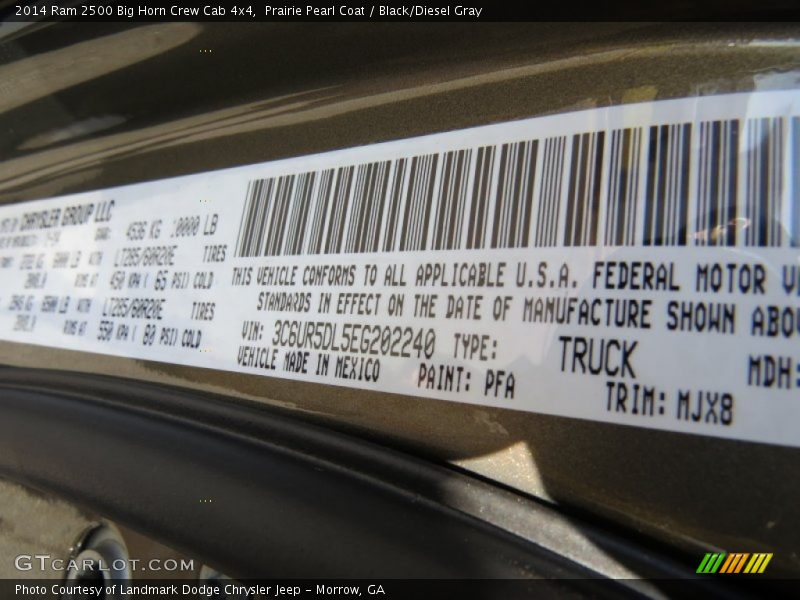 2014 Ram 2500 Big Horn Crew Cab 4x4,  Prairie Pearl Coat / Black/Diesel Gray
CHRYSLER GROUP LLC
4536 KG 10000 LB
LT285/60R20E TIRES
450 KPA ( 65 PSI) COLD
LT285/60R20E TIRES
550 KPA ( 80 PSI) COLD
THIS VEHICLE CONFORMS TO ALL APPLICABLE U.S.A. FEDERAL MOTOR
STANDARDS IN EFFECT ON THE DATE OF MANUFACTURE SHOWN ABO
VIN: 3C6UR5DL5EG202240 TYPE: TRUCK MDH:
VEHICLE MADE IN MEXICO PAINT: PFA TRIM: MJX8
GTCARLOT.COM
Photo Courtesy of Landmark Dodge Chrysler Jeep - Morrow, GA